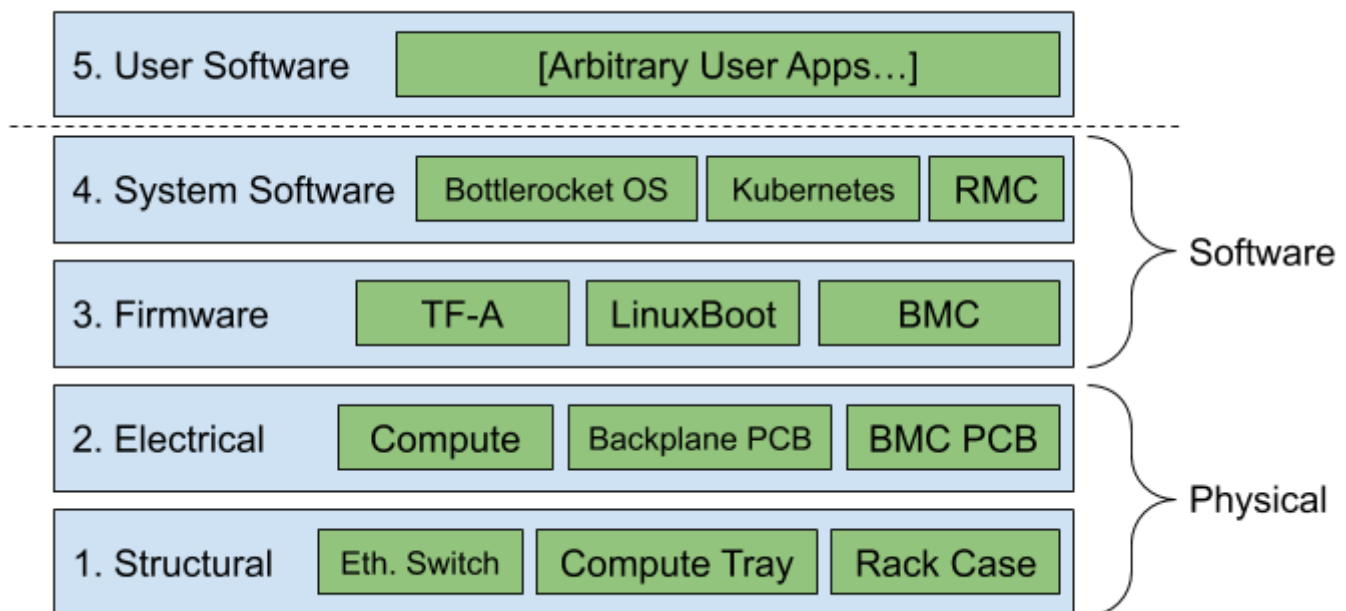 5. User Software
[Arbitrary User Apps…]
4. System Software
Bottlerocket OS
Kubernetes
RMC
Software
3. Firmware
TF-A
LinuxBoot
BMC
2. Electrical
Compute
Backplane PCB
BMC PCB
Physical
1. Structural
Eth. Switch
Compute Tray
Rack Case